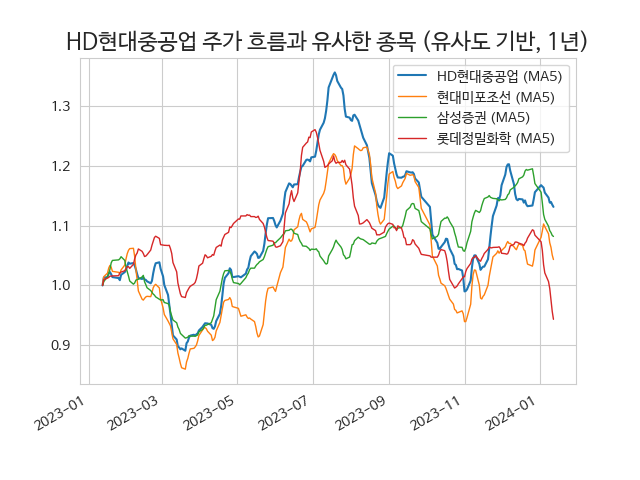 HD현대중공업 주가 흐름과 유사한 종목 (유사도 기반, 1년)
HD현대중공업 (MA5)
현대미포조선 (MA5)
삼성증권 (MA5)
롯데정밀화학 (MA5)
1.3
1.2
1.1
1.0
0.9
2023-01
2023-03
2023-05
2023-07
2023-09
2023-11
2024-01